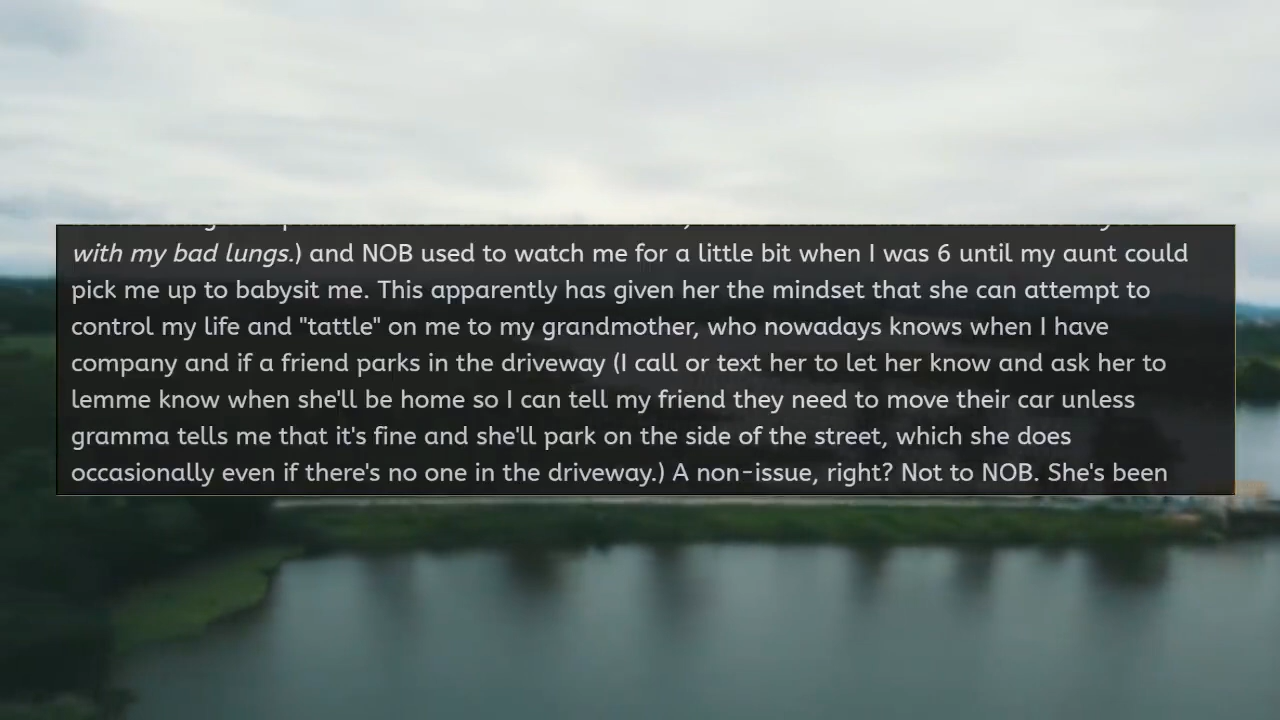 with my bad lungs.) and NOB used to watch me for a little bit when I was 6 until my aunt could
pick me up to babysit me. This apparently has given her the mindset that she can attempt to
control my life and "tattle" on me to my grandmother, who nowadays knows when I have
company and if a friend parks in the driveway (I call or text her to let her know and ask her to
lemme know when she'll be home so I can tell my friend they need to move their car unless
gramma tells me that it's fine and she'll park on the side of the street, which she does
occasionally even if there's no one in the driveway.) A non-issue, right? Not to NOB. She's been